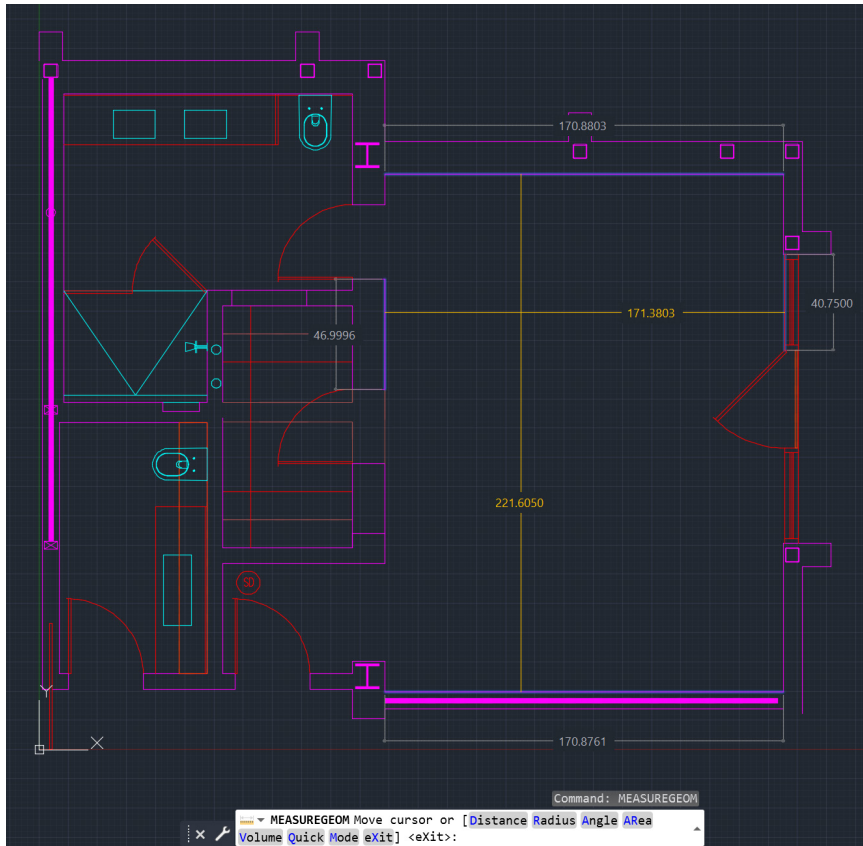 170.8803
171.3803
40.7500
46.9996
221.6050
SD
Y
X
170.8761
Command: MEASUREGEOM
MEASUREGEOM Move cursor or [Distance Radius Angle ARea
Volume Quick Mode eXit] <eXit>: